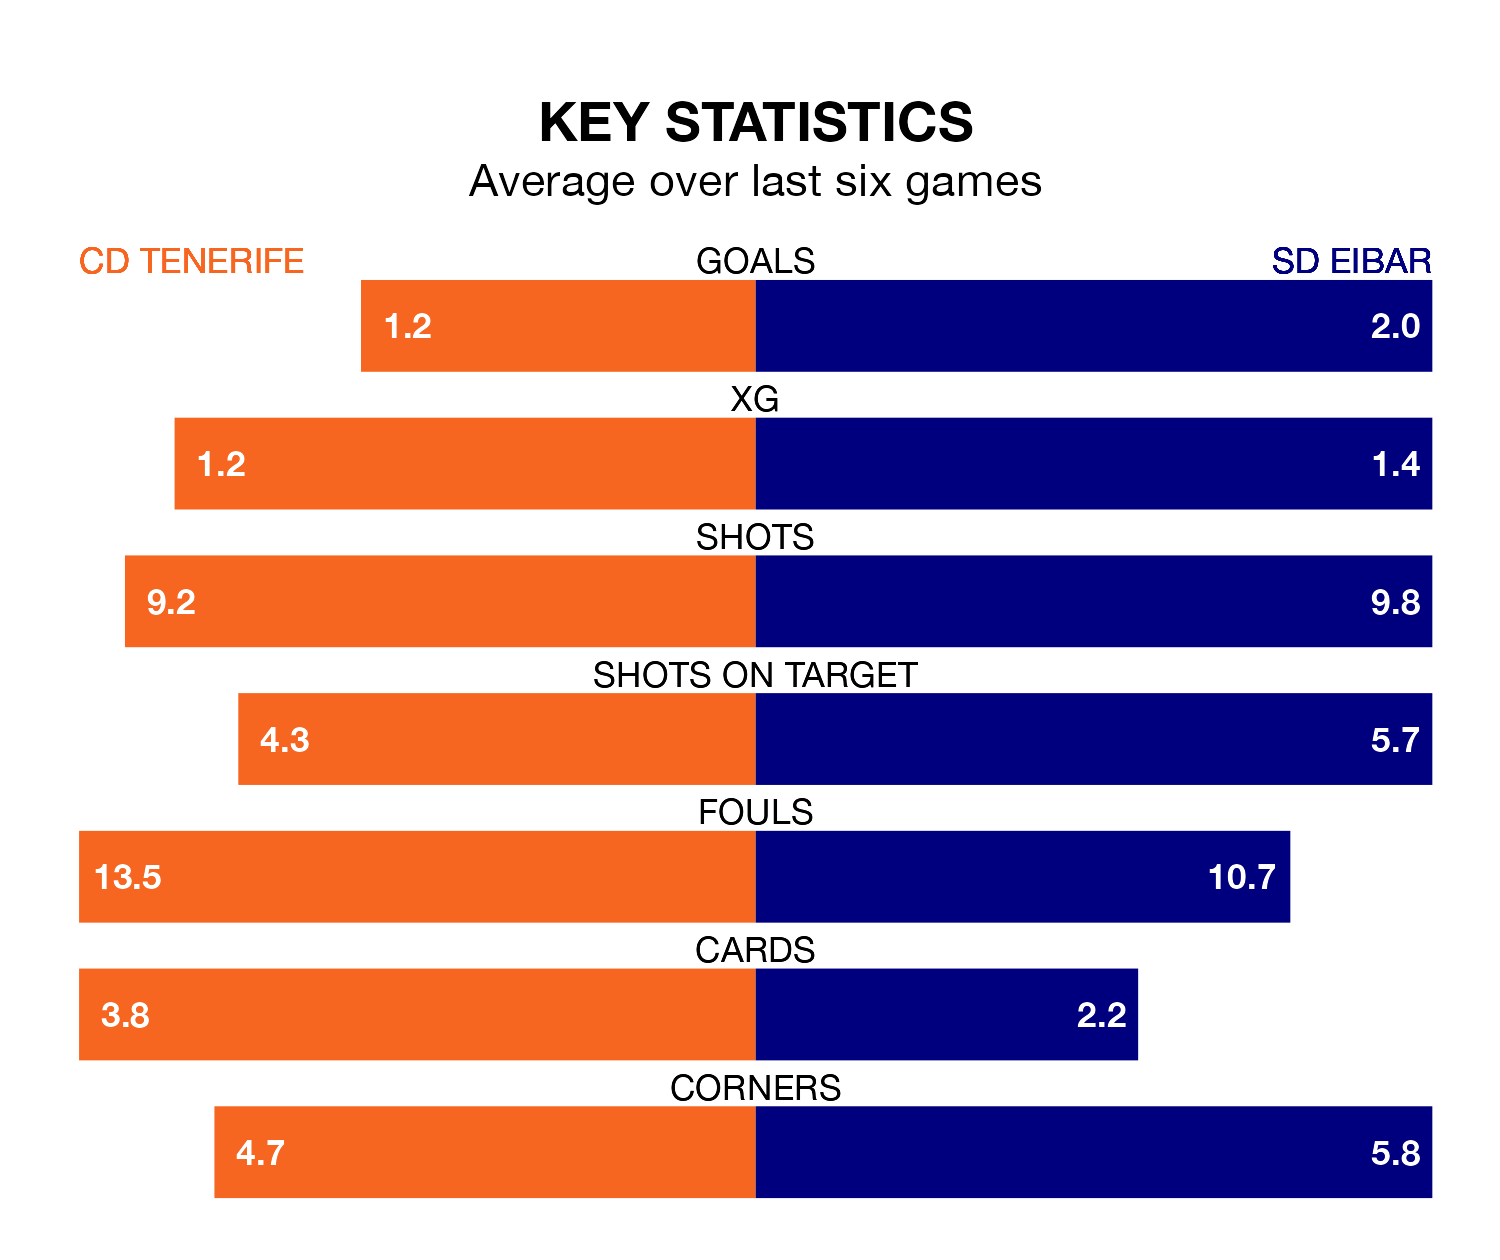 KEY STATISTICS
Average over last six games
CD TENERIFE GOALS SD EIBAR
1.2 2.0
XG
1.2 1.4
SHOTS
9.2 9.8
SHOTS ON TARGET
4.3 5.7
FOULS
13.5 10.7
CARDS
3.8 2.2
CORNERS
4.7 5.8